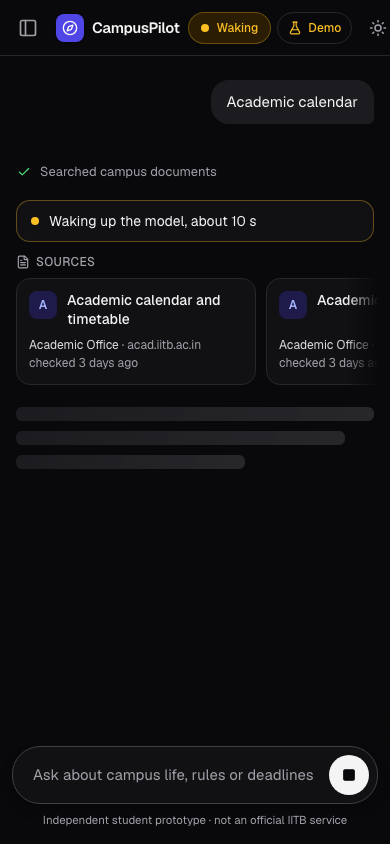 CampusPilot
Waking
Demo
Academic calendar
Searched campus documents
Waking up the model, about 10 s
SOURCES
A
Academic calendar and
timetable
Academic Office · acad.iitb.ac.in
checked 3 days ago
A
Academic Office ·
checked 3 days
Ask about campus life, rules or deadlines
Independent student prototype · not an official IITB service